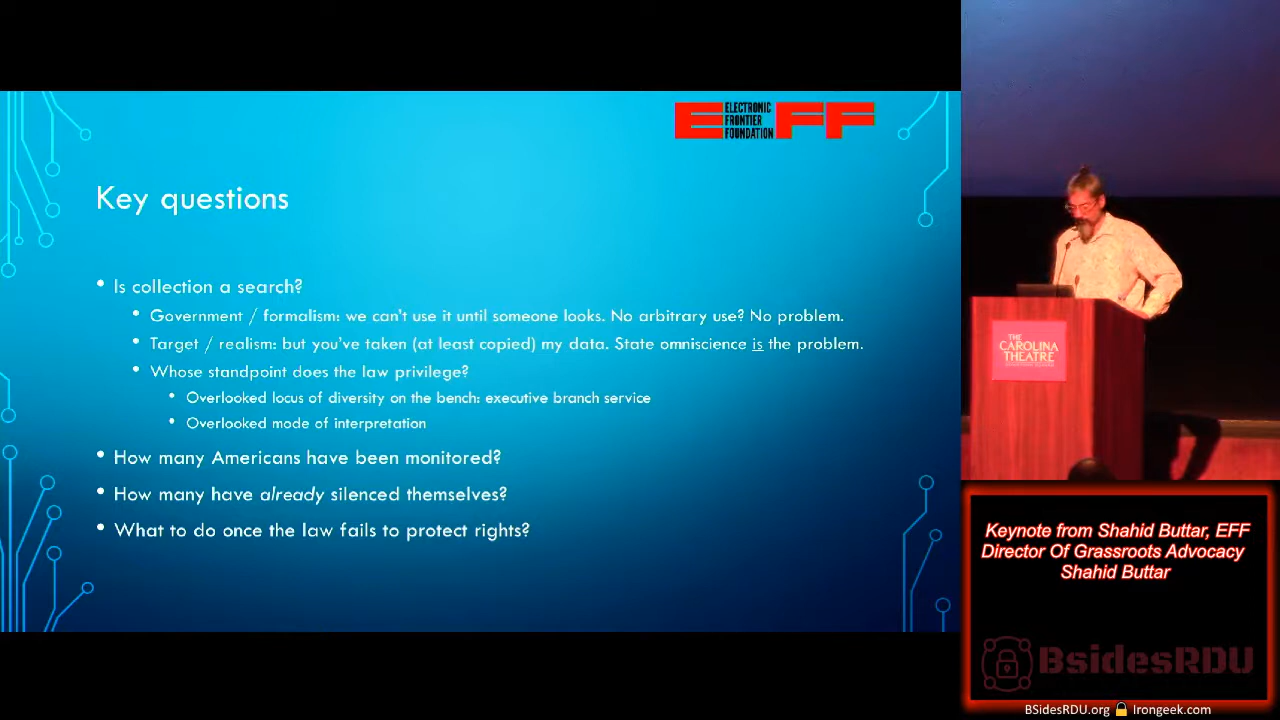 ELECTRONIC
FRONTIER
FOUNDATION
EFF
Key questions
• Is collection a search?
• Government / formalism: we can't use it until someone looks. No arbitrary use? No problem.
• Target / realism: but you've taken (at least copied) my data. State omniscience is the problem.
• Whose standpoint does the law privilege?
• Overlooked locus of diversity on the bench: executive branch service
• Overlooked mode of interpretation
• How many Americans have been monitored?
• How many have already silenced themselves?
• What to do once the law fails to protect rights?
THE
CAROLINA
THEATRE
Keynote from Shahid Buttar, EFF
Director Of Grassroots Advocacy
Shahid Buttar
BsidesRDU
BSidesRDU.org Irongeek.com